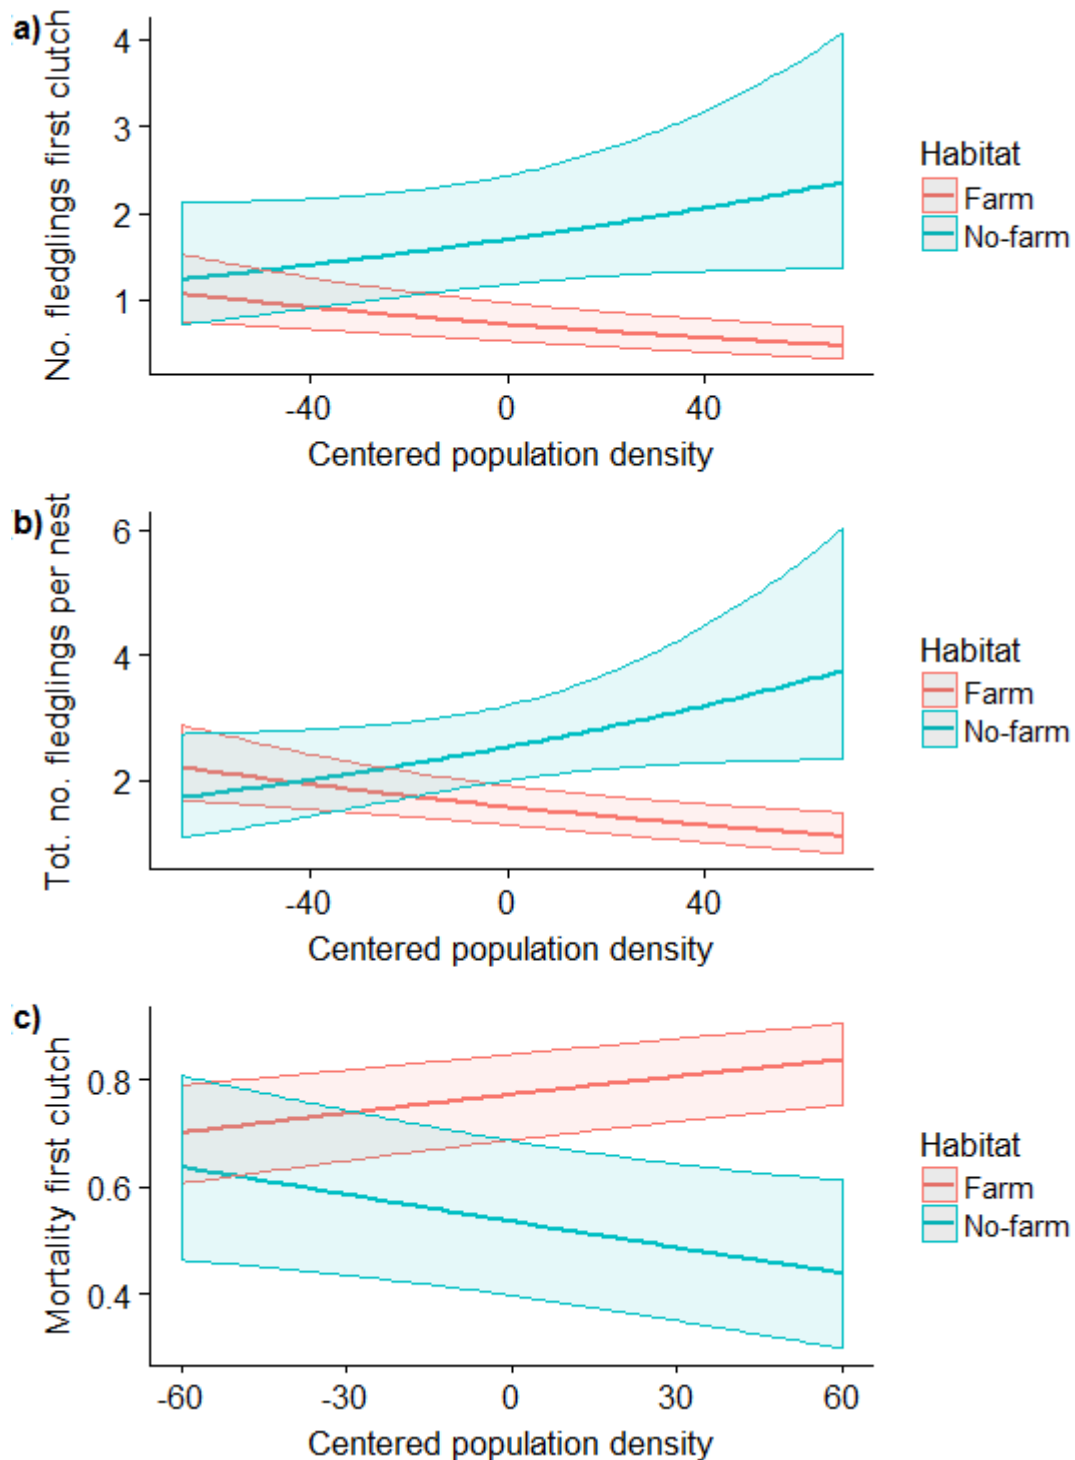 a)
No. fledglings first clutch
4
3
2
1
-40
0
40
Centered population density
Habitat
Farm
No-farm
b)
Tot. no. fledglings per nest
6
4
2
-40
0
40
Centered population density
Habitat
Farm
No-farm
c)
Mortality first clutch
0.8
0.6
0.4
-60
-30
0
30
60
Centered population density
Habitat
Farm
No-farm